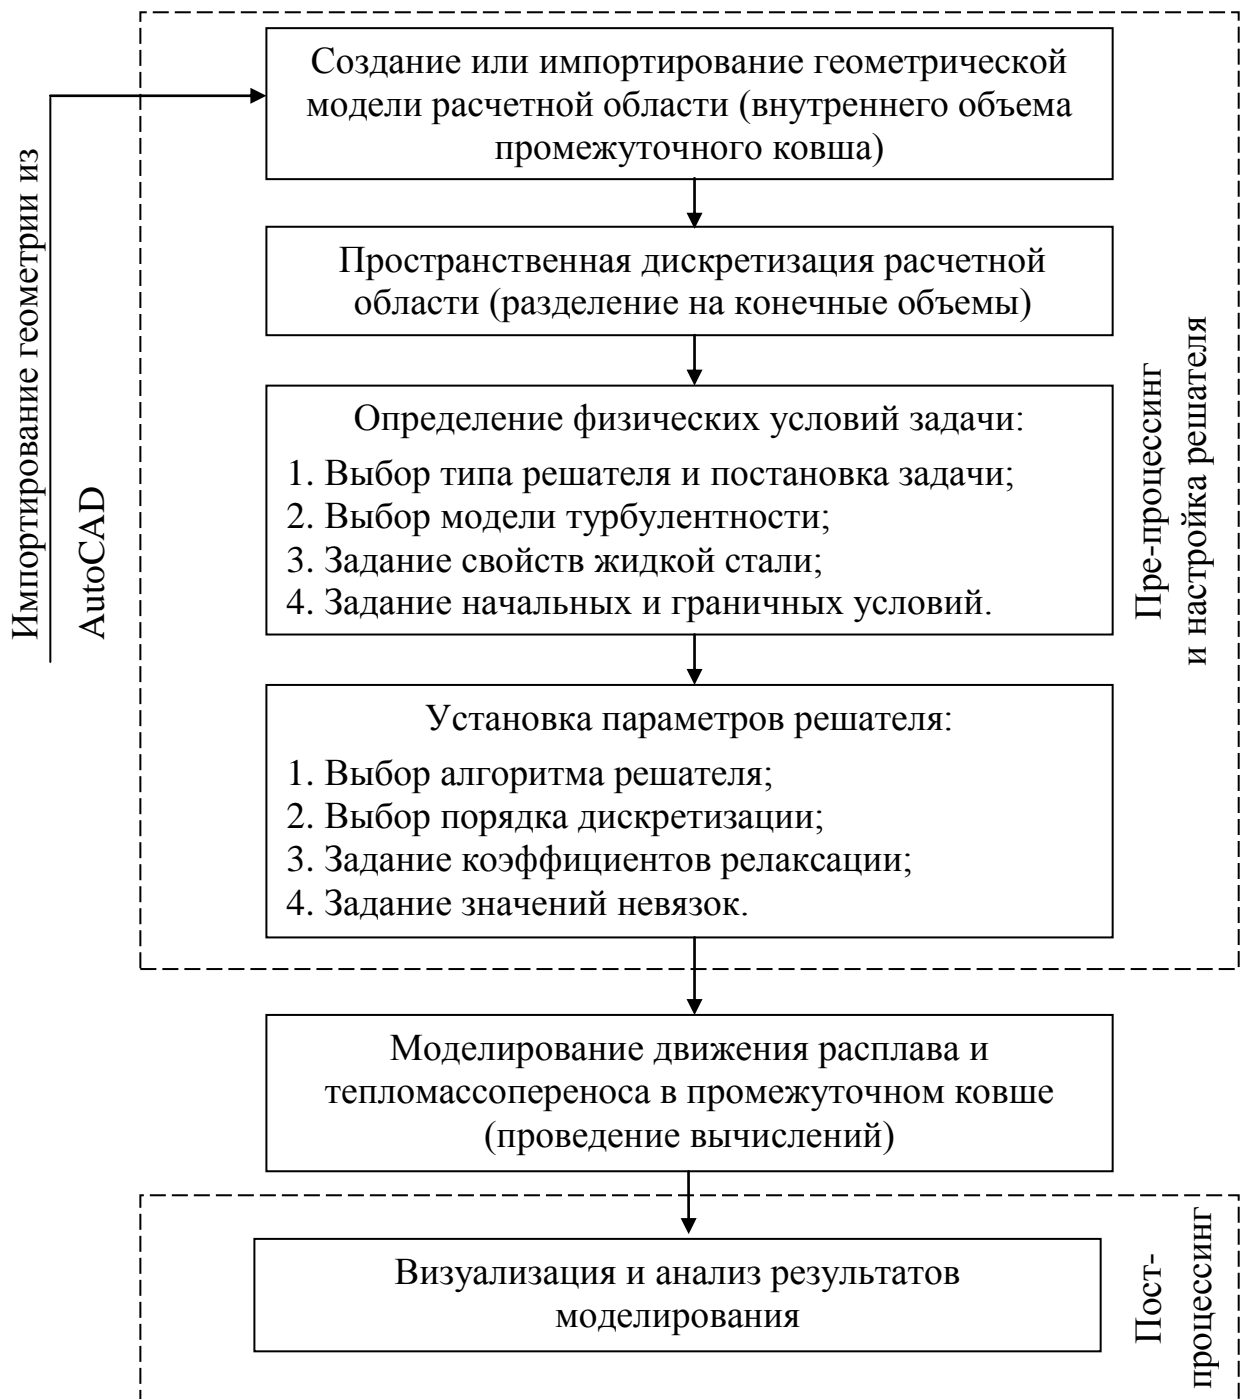 Создание или импортирование геометрической
модели расчетной области (внутреннего объема
промежуточного ковша)
Импортирование геометрии из
AutoCAD
Пространственная дискретизация расчетной
области (разделение на конечные объемы)
Определение физических условий задачи:
1. Выбор типа решателя и постановка задачи;
2. Выбор модели турбулентности;
3. Задание свойств жидкой стали;
4. Задание начальных и граничных условий.
Пре-процессинг
и настройка решателя
Установка параметров решателя:
1. Выбор алгоритма решателя;
2. Выбор порядка дискретизации;
3. Задание коэффициентов релаксации;
4. Задание значений невязок.
Моделирование движения расплава и
тепломассопереноса в промежуточном ковше
(проведение вычислений)
Визуализация и анализ результатов
моделирования
Пост-
процессинг